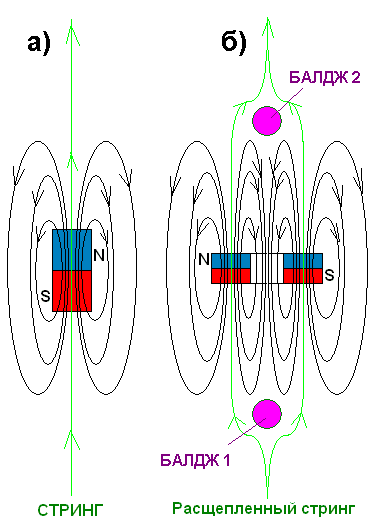 а) б)
БАЛДЖ 2
N
S
N
S
БАЛДЖ 1
СТРИНГ
Расщепленный стринг